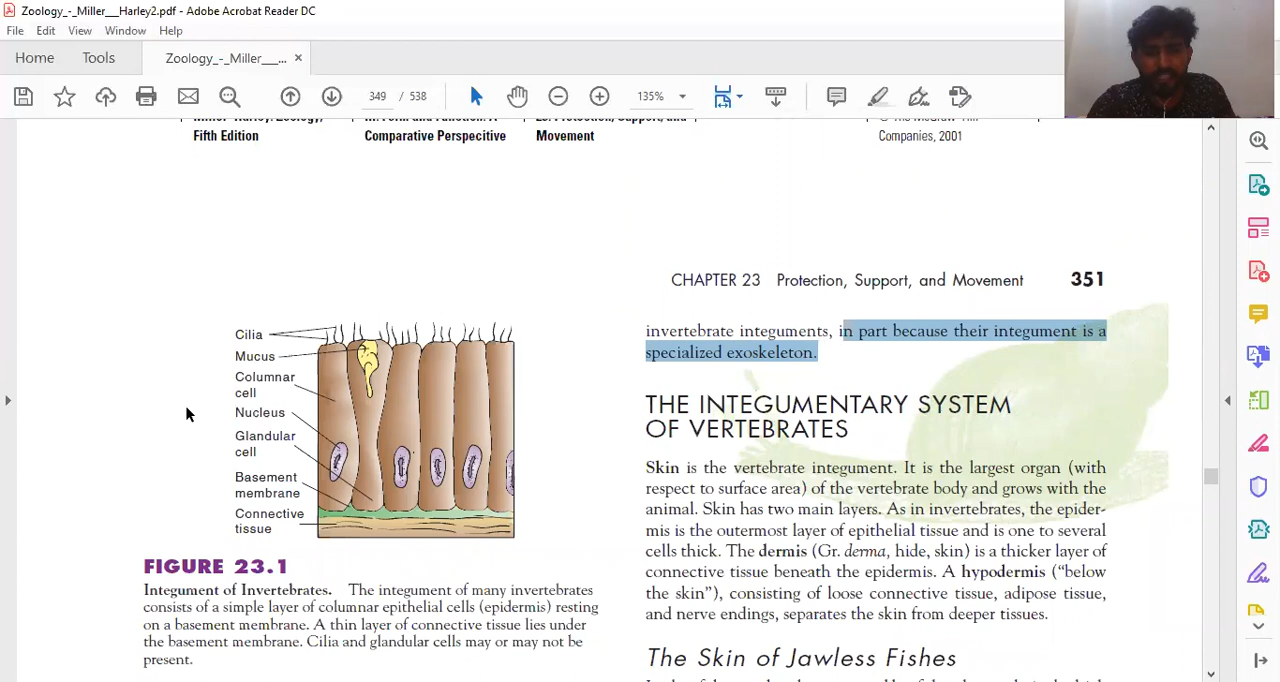 Zoology_-_Miller___Harley2.pdf - Adobe Acrobat Reader DC
File Edit View Window Help
Home Tools Zoology_-_Miller___... ×
349 / 538 135%
Fifth Edition
Comparative Perspecitive
Movement
Companies, 2001
CHAPTER 23 Protection, Support, and Movement 351
Cilia
Mucus
Columnar
cell
Nucleus
Glandular
cell
Basement
membrane
Connective
tissue
FIGURE 23.1
Integument of Invertebrates. The integument of many invertebrates
consists of a simple layer of columnar epithelial cells (epidermis) resting
on a basement membrane. A thin layer of connective tissue lies under
the basement membrane. Cilia and glandular cells may or may not be
present.
invertebrate integuments, in part because their integument is a
specialized exoskeleton.
THE INTEGUMENTARY SYSTEM
OF VERTEBRATES
Skin is the vertebrate integument. It is the largest organ (with
respect to surface area) of the vertebrate body and grows with the
animal. Skin has two main layers. As in invertebrates, the epider-
mis is the outermost layer of epithelial tissue and is one to several
cells thick. The dermis (Gr. derma, hide, skin) is a thicker layer of
connective tissue beneath the epidermis. A hypodermis ("below
the skin"), consisting of loose connective tissue, adipose tissue,
and nerve endings, separates the skin from deeper tissues.
The Skin of Jawless Fishes